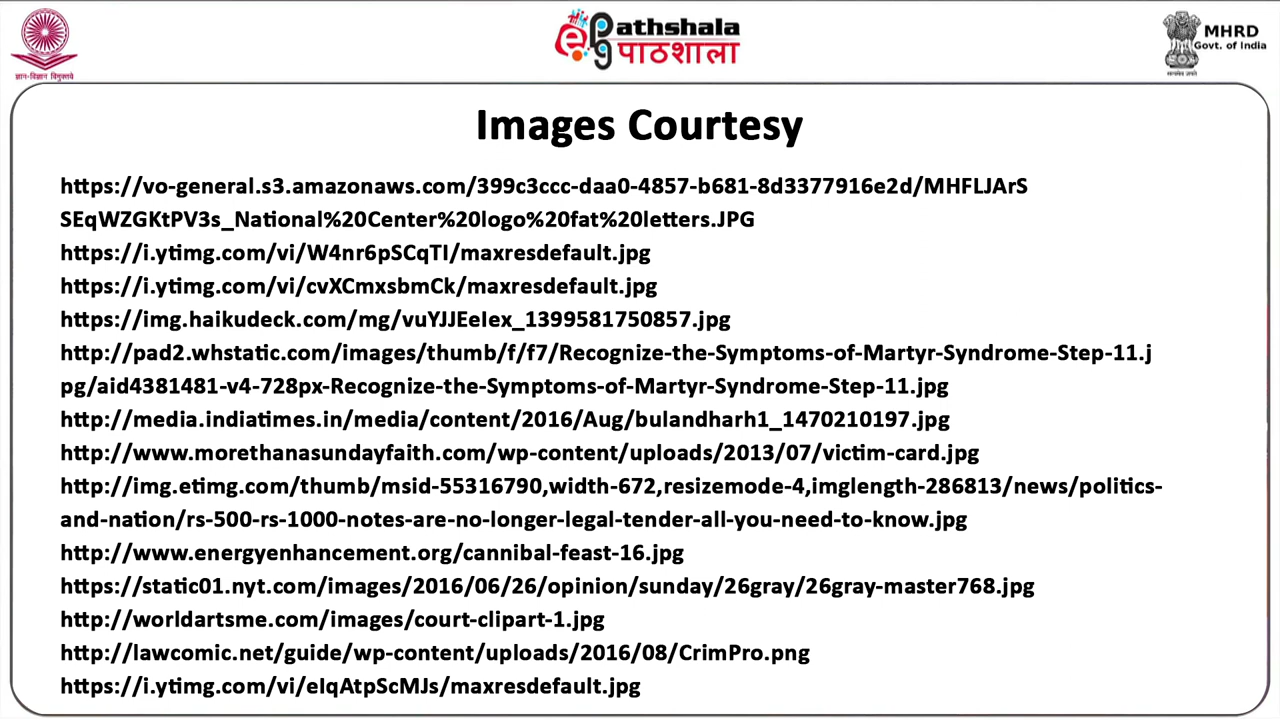 ज्ञान-विज्ञान विमुक्तये
ePathshala
पाठशाला
सत्यमेव जयते
MHRD
Govt. of India
Images Courtesy
https://vo-general.s3.amazonaws.com/399c3ccc-daa0-4857-b681-8d3377916e2d/MHFLJArS
SEqWZGKtPV3s_National%20Center%20logo%20fat%20letters.JPG
https://i.ytimg.com/vi/W4nr6pSCqTI/maxresdefault.jpg
https://i.ytimg.com/vi/cvXCmxsbmCk/maxresdefault.jpg
https://img.haikudeck.com/mg/vuYJJEeIex_1399581750857.jpg
http://pad2.whstatic.com/images/thumb/f/f7/Recognize-the-Symptoms-of-Martyr-Syndrome-Step-11.j
pg/aid4381481-v4-728px-Recognize-the-Symptoms-of-Martyr-Syndrome-Step-11.jpg
http://media.indiatimes.in/media/content/2016/Aug/bulandharh1_1470210197.jpg
http://www.morethanasundayfaith.com/wp-content/uploads/2013/07/victim-card.jpg
http://img.etimg.com/thumb/msid-55316790,width-672,resizemode-4,imglength-286813/news/politics-
and-nation/rs-500-rs-1000-notes-are-no-longer-legal-tender-all-you-need-to-know.jpg
http://www.energyenhancement.org/cannibal-feast-16.jpg
https://static01.nyt.com/images/2016/06/26/opinion/sunday/26gray/26gray-master768.jpg
http://worldartsme.com/images/court-clipart-1.jpg
http://lawcomic.net/guide/wp-content/uploads/2016/08/CrimPro.png
https://i.ytimg.com/vi/eIqAtpScMJs/maxresdefault.jpg